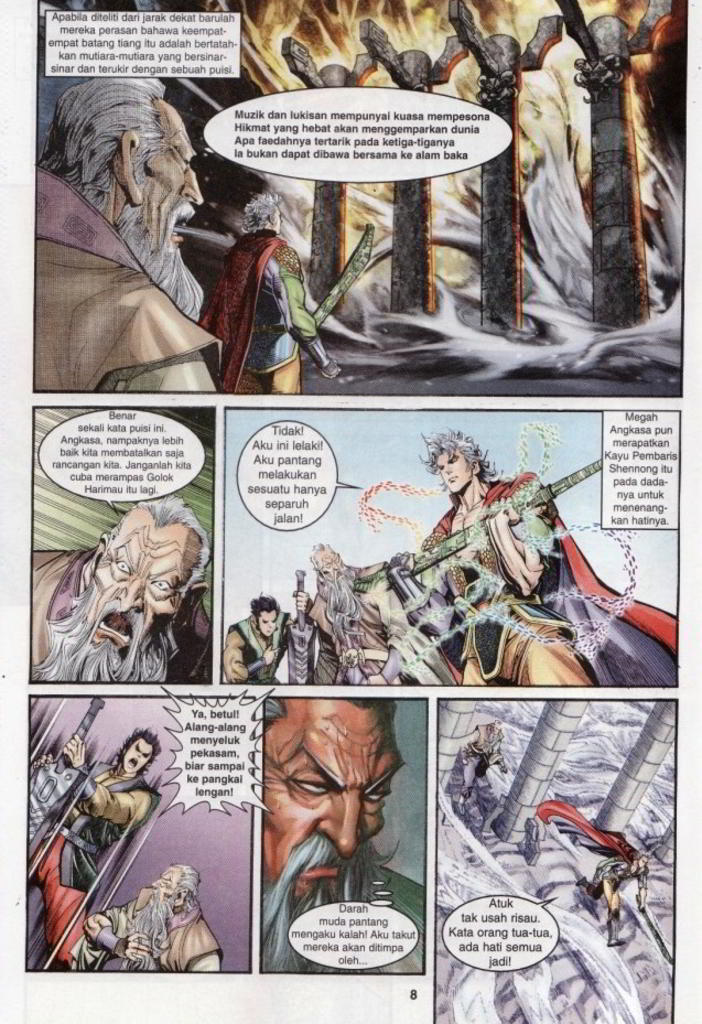 Apabila diteliti dari jarak dekat barulah
mereka perasan bahawa keempat-
empat batang tiang itu adalah bertatah-
kan mutiara-mutiara yang bersinar-
sinar dan terukir dengan sebuah puisi.
Muzik dan lukisan mempunyai kuasa mempesona
Hikmat yang hebat akan menggemparkan dunia
Apa faedahnya tertarik pada ketiga-tiganya
Ia bukan dapat dibawa bersama ke alam baka
Benar
sekali kata puisi ini.
Angkasa, nampaknya lebih
baik kita membatalkan saja
rancangan kita. Janganlah kita
cuba merampas Golok
Harimau itu lagi.
Tidak!
Aku ini lelaki!
Aku pantang
melakukan
sesuatu hanya
separuh
jalan!
Megah
Angkasa pun
merapatkan
Kayu Pembaris
Shennong itu
pada dada-
nya untuk
menenang-
kan hatinya.
Ya, betul!
Alang-alang
menyeluk
pekasam,
biar sampai
ke pangkal
lengan!
Darah
muda pantang
mengaku kalah! Aku takut
mereka akan ditimpa
oleh...
Atuk
tak usah risau.
Kata orang tua-tua,
ada hati semua
jadi!
8